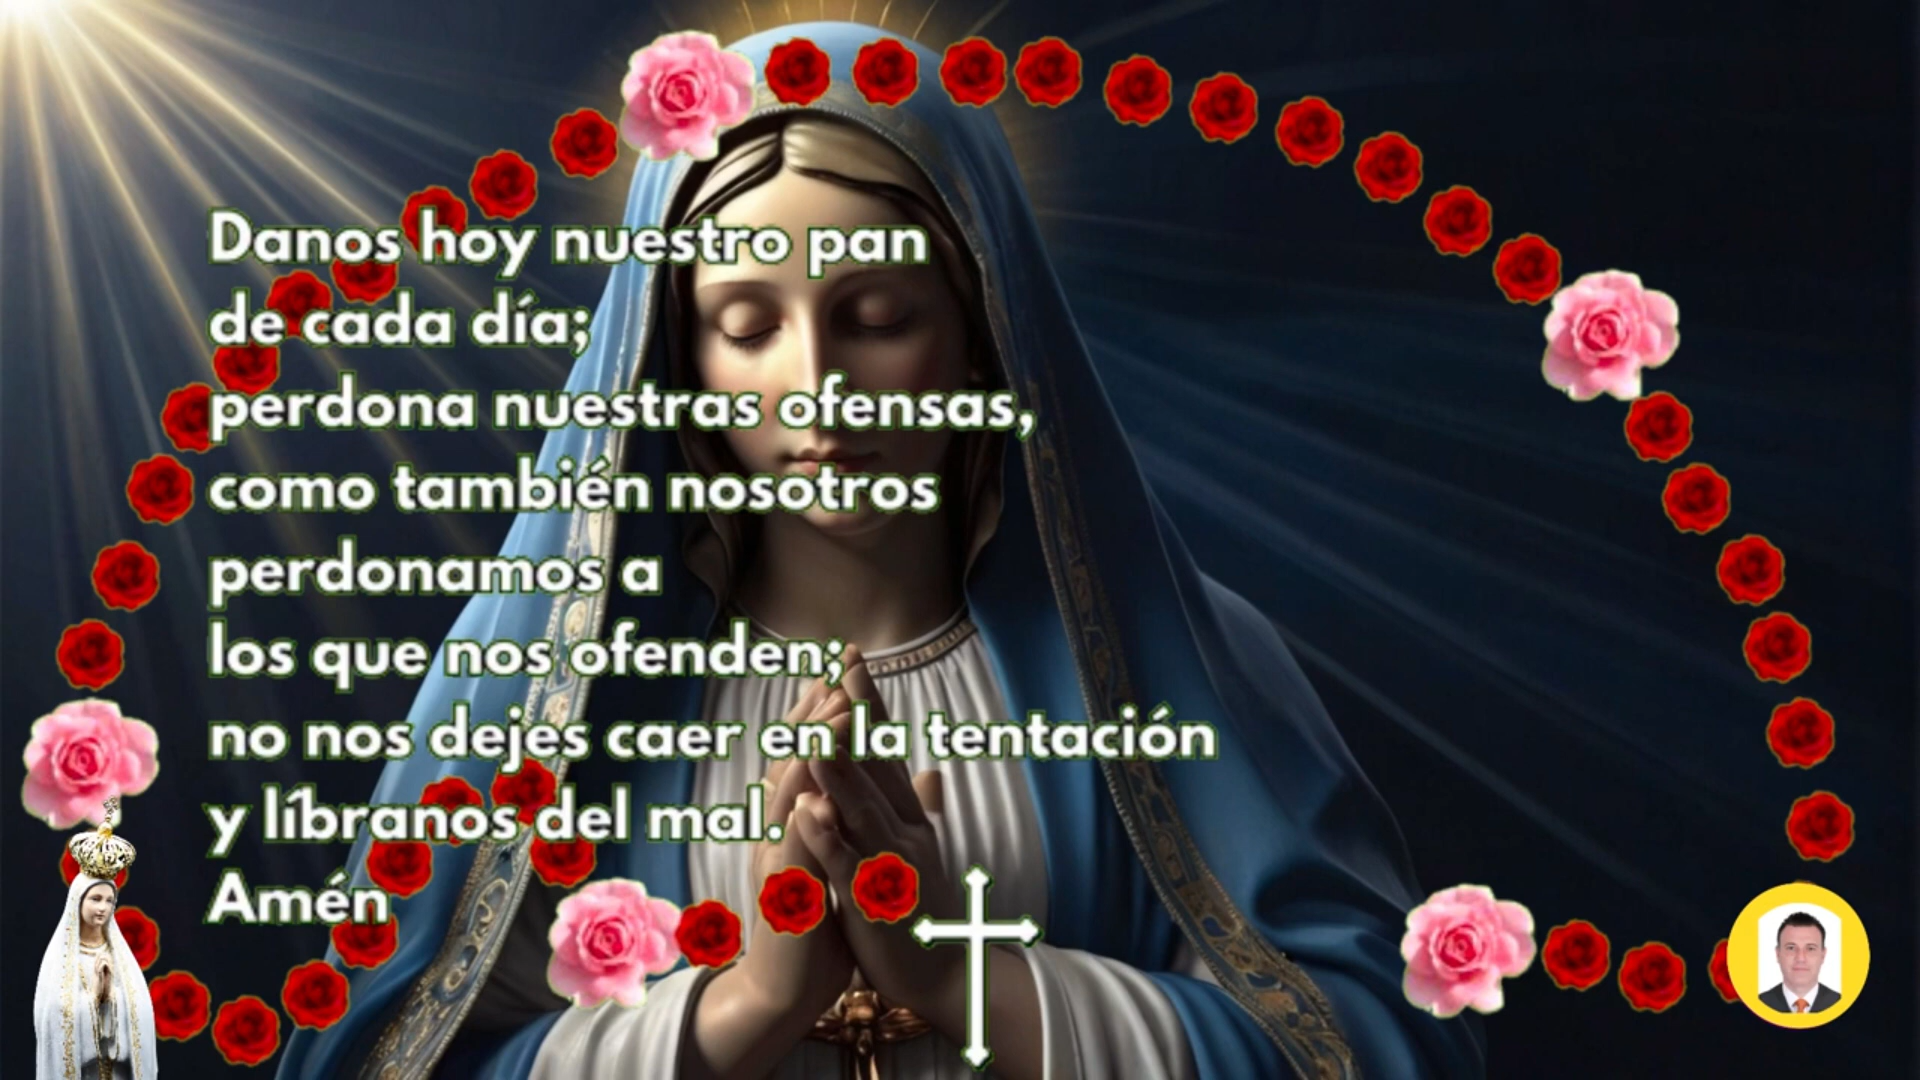 Danos hoy nuestro pan
de cada día;
perdona nuestras ofensas,
como también nosotros
perdonamos a
los que nos ofenden;
no nos dejes caer en la tentación
y líbranos del mal.
Amén